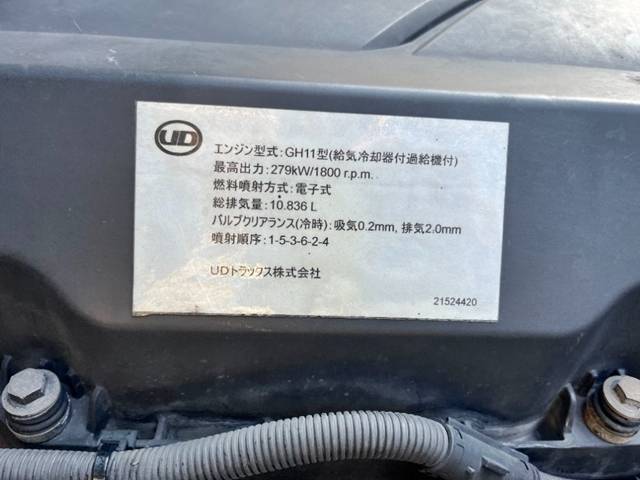 UD
エンジン型式:GH11型(給気冷却器付過給機付)
最高出力:279kW/1800 r.p.m.
燃料噴射方式:電子式
総排気量:10.836 L
バルブクリアランス(冷時):吸気0.2mm, 排気2.0mm
噴射順序:1-5-3-6-2-4
UDトラックス株式会社
21524420